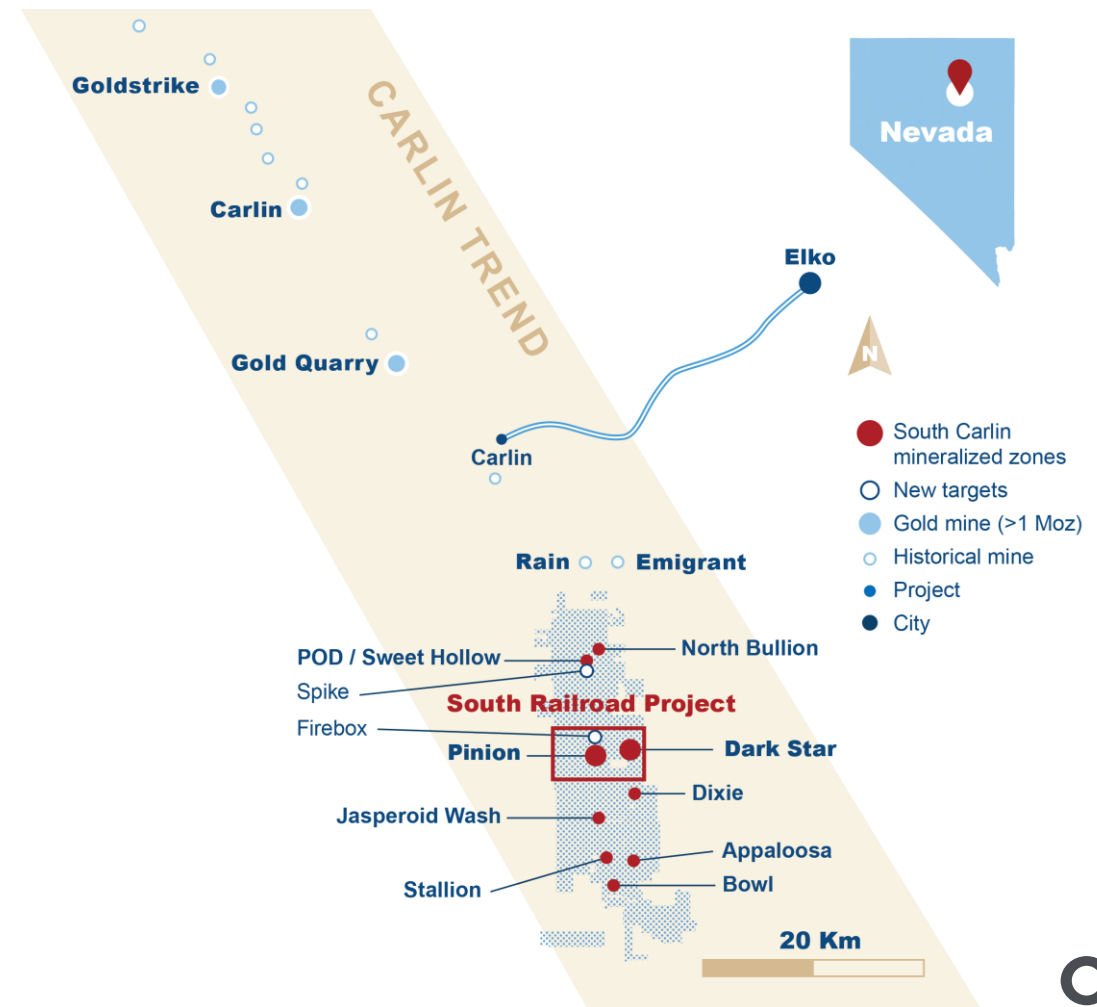 Goldstrike
CARLIN TREND
Nevada
Carlin
Elko
N
Gold Quarry
South Carlin
mineralized zones
New targets
Gold mine (>1 Moz)
Historical mine
Project
City
Carlin
Rain
Emigrant
North Bullion
POD / Sweet Hollow
Spike
South Railroad Project
Firebox
Pinion
Dark Star
Dixie
Jasperoid Wash
Appaloosa
Stallion
Bowl
20 Km